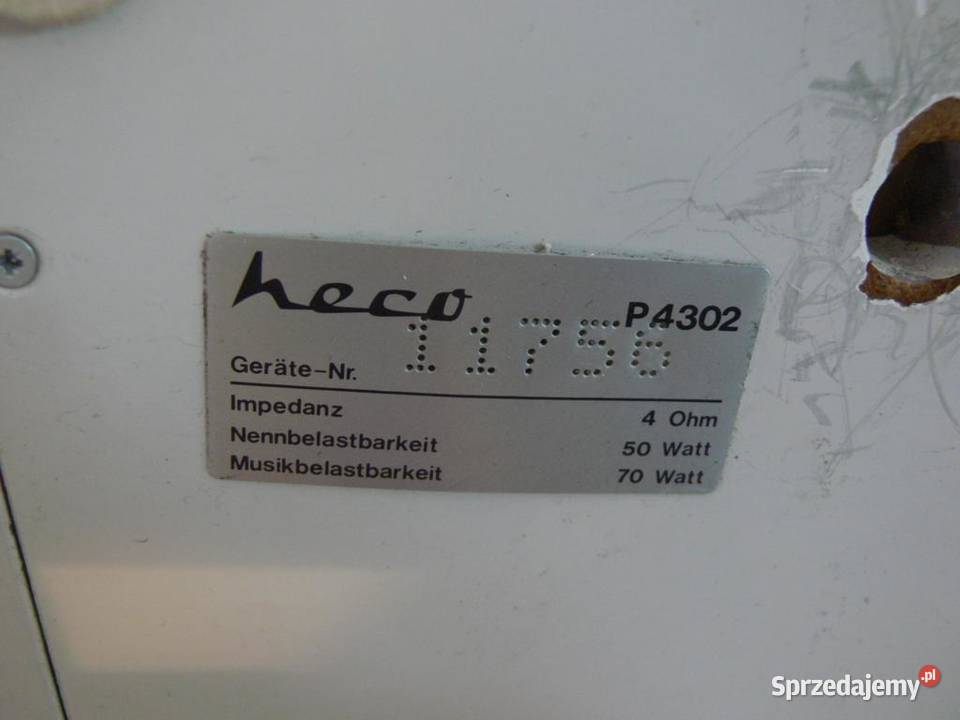 heco
P4302
Geräte-Nr. 11756
Impedanz 4 Ohm
Nennbelastbarkeit 50 Watt
Musikbelastbarkeit 70 Watt
Sprzedajemy.pl